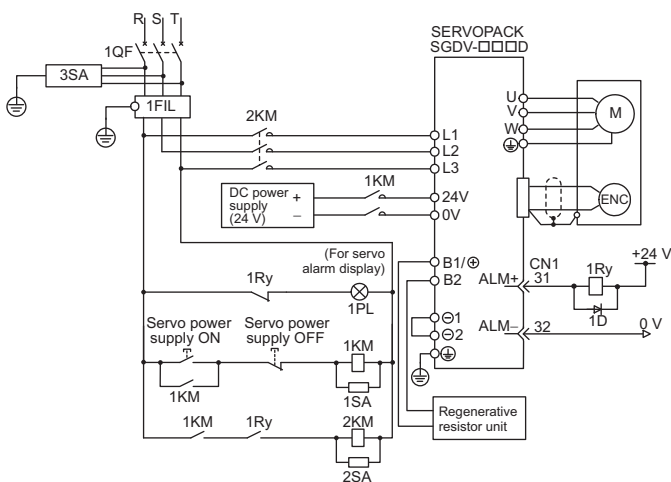 R S T
SERVOPACK
SGDV-□□□D
1QF
3SA
1FIL
2KM
U
V
W
M
L1
L2
L3
DC power
supply
(24 V)
+
−
1KM
24V
0V
ENC
(For servo
alarm display)
1Ry
1PL
B1/⊕
B2
ALM+
CN1
31
1Ry
+24 V
1D
⊖1
⊖2
ALM−
32
0 V
Servo power
supply ON
Servo power
supply OFF
1KM
1KM
1SA
1KM
1Ry
2KM
2SA
Regenerative
resistor unit